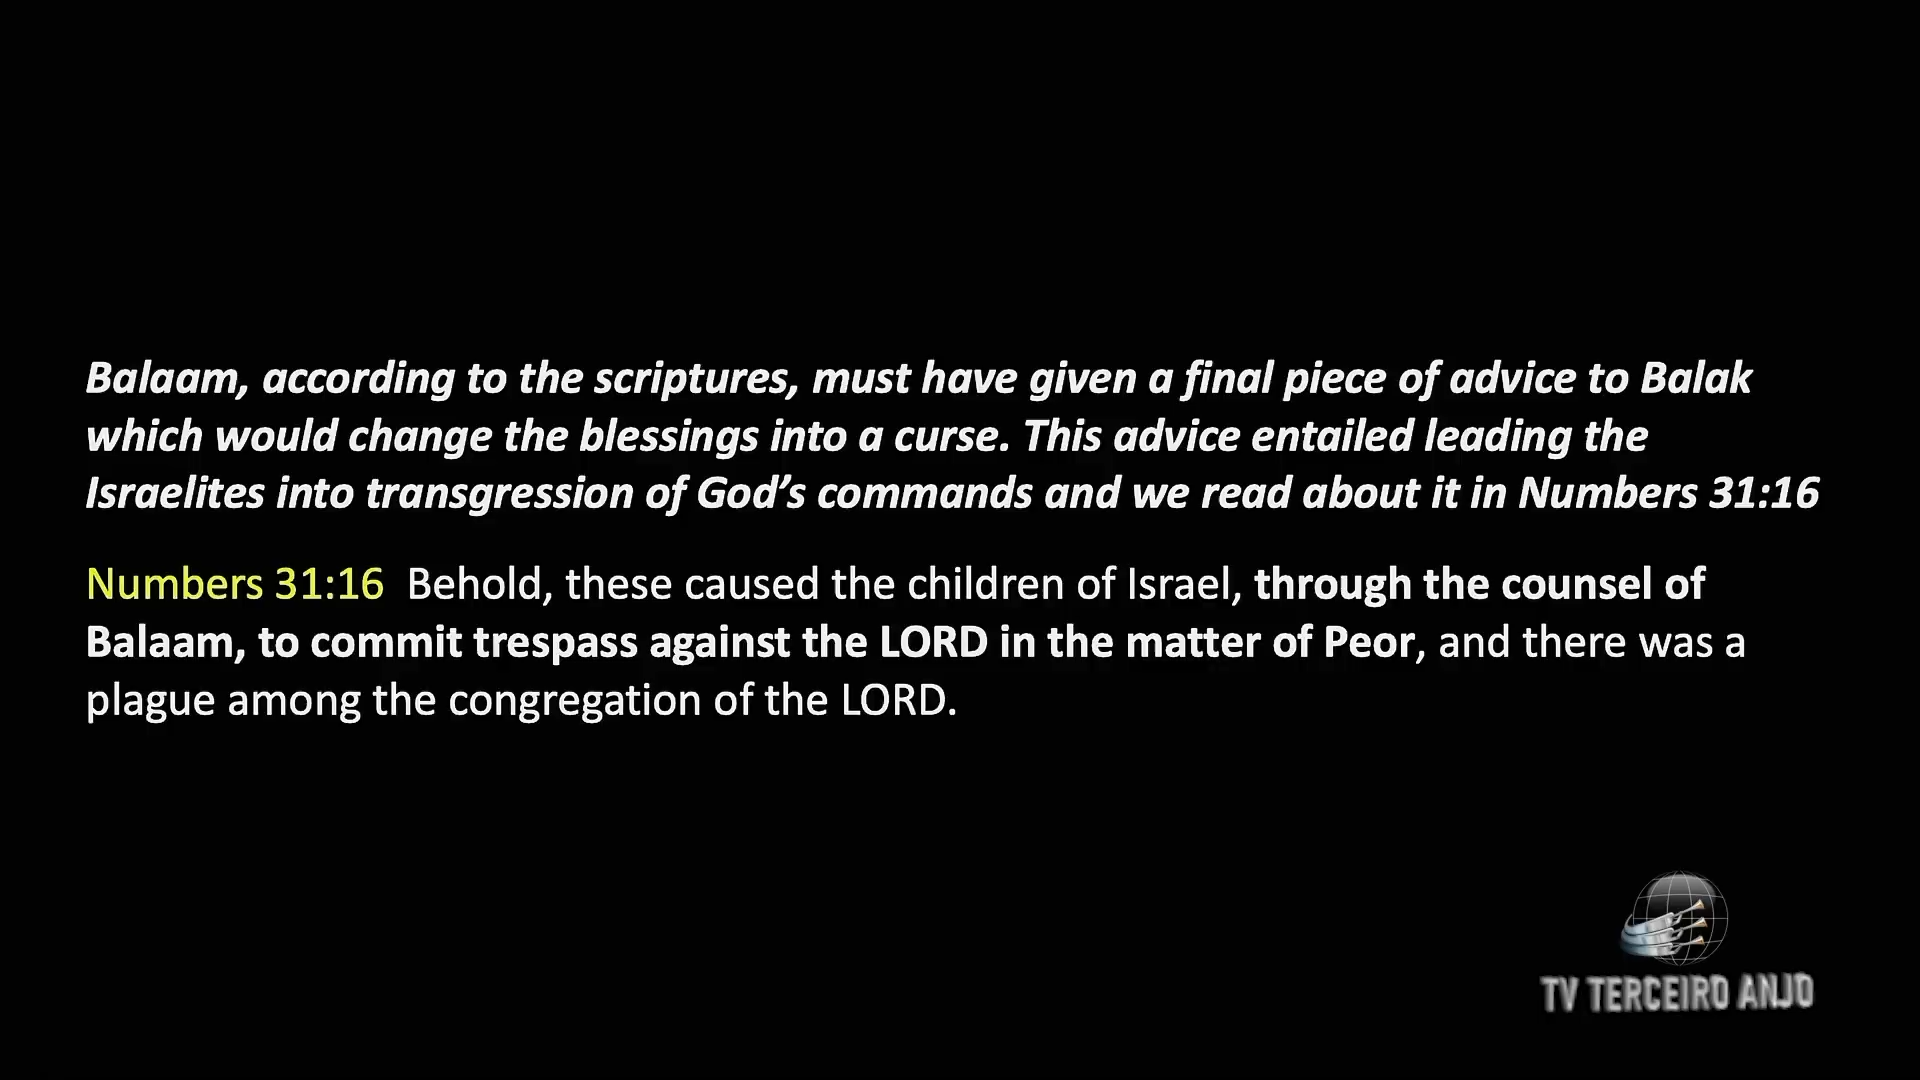 Balaam, according to the scriptures, must have given a final piece of advice to Balak
which would change the blessings into a curse. This advice entailed leading the
Israelites into transgression of God’s commands and we read about it in Numbers 31:16
Numbers 31:16  Behold, these caused the children of Israel, through the counsel of
Balaam, to commit trespass against the LORD in the matter of Peor, and there was a
plague among the congregation of the LORD.
TV TERCEIRO ANJO